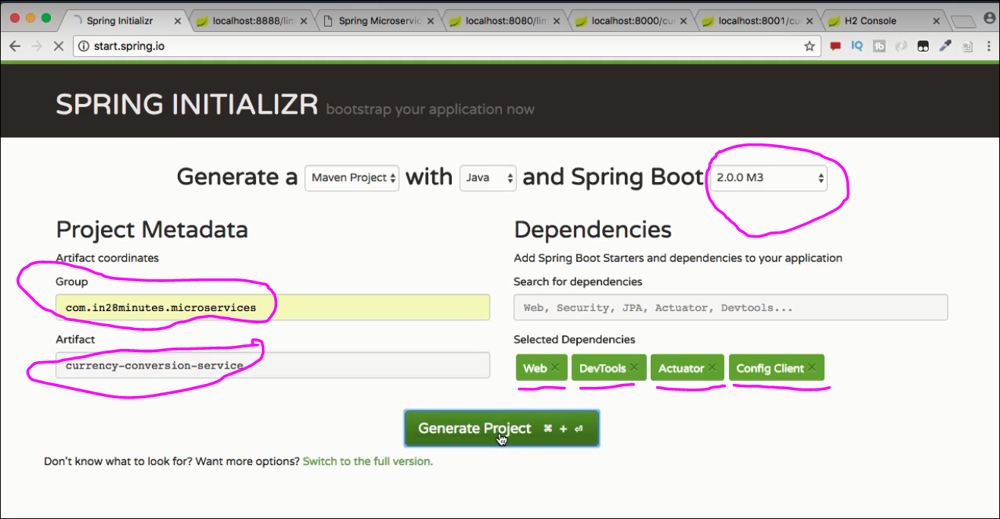 Spring Initializr
localhost:8888/lim
Spring Microservic
localhost:8080/lim
localhost:8000/cur
localhost:8001/cur
H2 Console
start.spring.io
SPRING INITIALIZR bootstrap your application now
Generate a Maven Project with Java and Spring Boot 2.0.0 M3
Project Metadata
Artifact coordinates
Group
com.in28minutes.microservices
Artifact
currency-conversion-service
Dependencies
Add Spring Boot Starters and dependencies to your application
Search for dependencies
Web, Security, JPA, Actuator, Devtools...
Selected Dependencies
Web × DevTools × Actuator × Config Client ×
Generate Project ⌘ + ⏎
Don't know what to look for? Want more options? Switch to the full version.